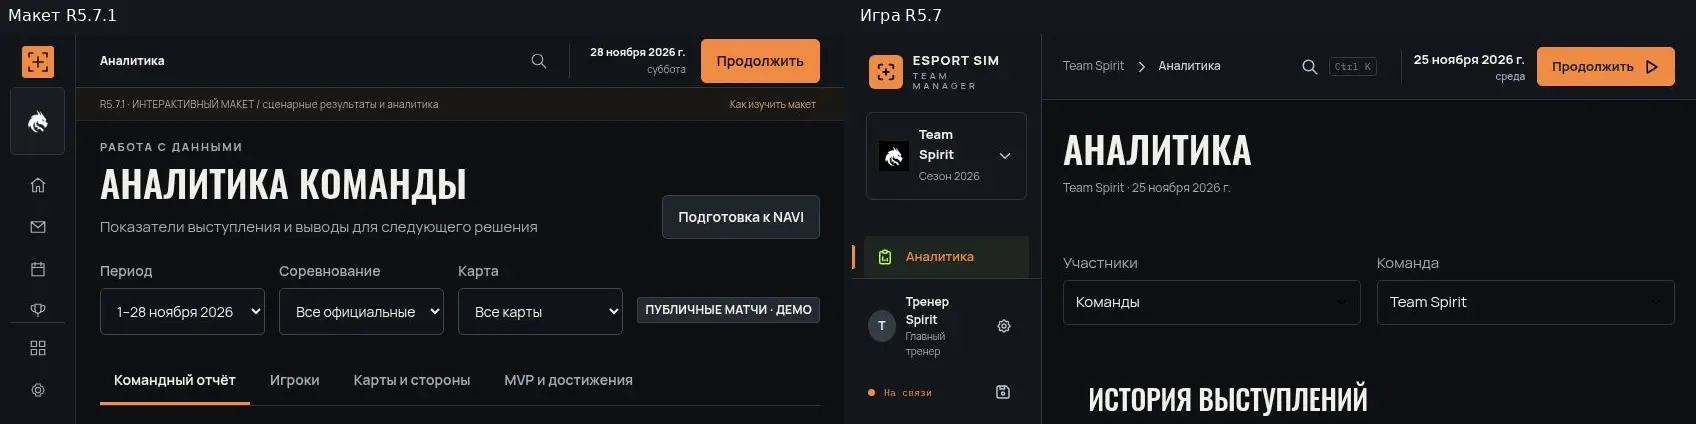 Макет R5.7.1
Аналитика
28 ноября 2026 г.
суббота
Продолжить
R5.7.1 · ИНТЕРАКТИВНЫЙ МАКЕТ / сценарные результаты и аналитика
Как изучить макет
РАБОТА С ДАННЫМИ
АНАЛИТИКА КОМАНДЫ
Показатели выступления и выводы для следующего решения
Подготовка к NAVI
Период
Соревнование
Карта
1–28 ноября 2026
Все официальные
Все карты
ПУБЛИЧНЫЕ МАТЧИ · ДЕМО
Командный отчёт
Игроки
Карты и стороны
MVP и достижения
Игра R5.7
ESPORT SIM
TEAM
MANAGER
Team
Spirit
Сезон 2026
Аналитика
Тренер
Spirit
Главный
тренер
T
На связи
Team Spirit
Аналитика
Ctrl K
25 ноября 2026 г.
среда
Продолжить
АНАЛИТИКА
Team Spirit · 25 ноября 2026 г.
Участники
Команда
Команды
Team Spirit
ИСТОРИЯ ВЫСТУПЛЕНИЙ